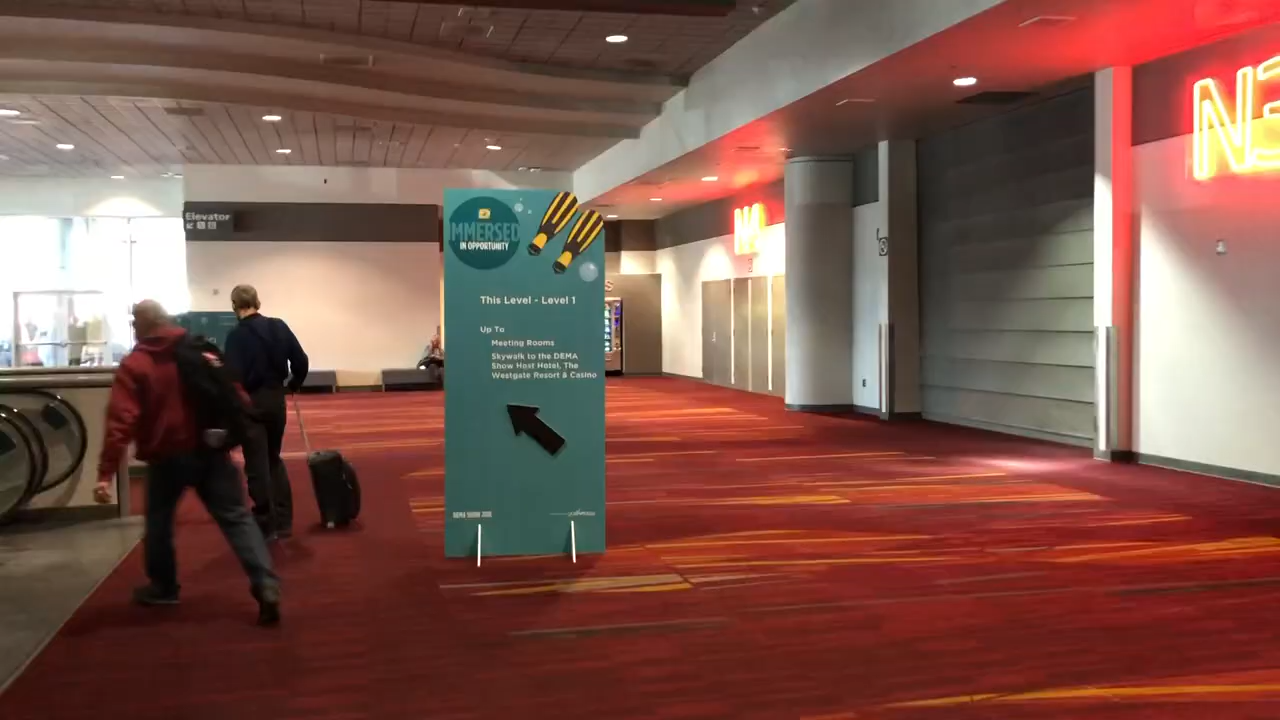 Elevator
IMMERSED
IN OPPORTUNITY
This Level - Level 1
Up To
Meeting Rooms
Skywalk to the DEMA
Show Host Hotel, The
Westgate Resort & Casino